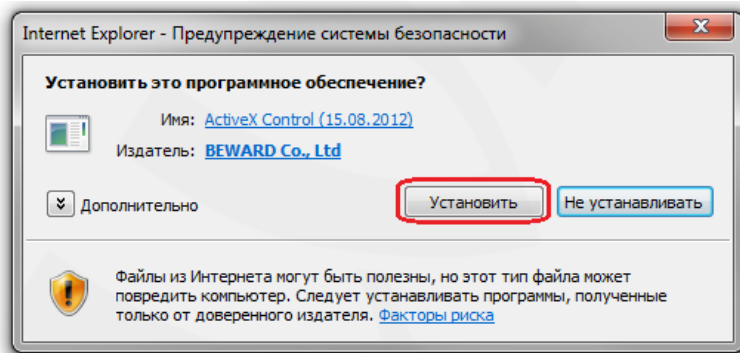 Internet Explorer - Предупреждение системы безопасности
Установить это программное обеспечение?
Имя: ActiveX Control (15.08.2012)
Издатель: BEWARD Co., Ltd
Дополнительно
Установить
Не устанавливать
Файлы из Интернета могут быть полезны, но этот тип файла может
повредить компьютер. Следует устанавливать программы, полученные
только от доверенного издателя. Факторы риска